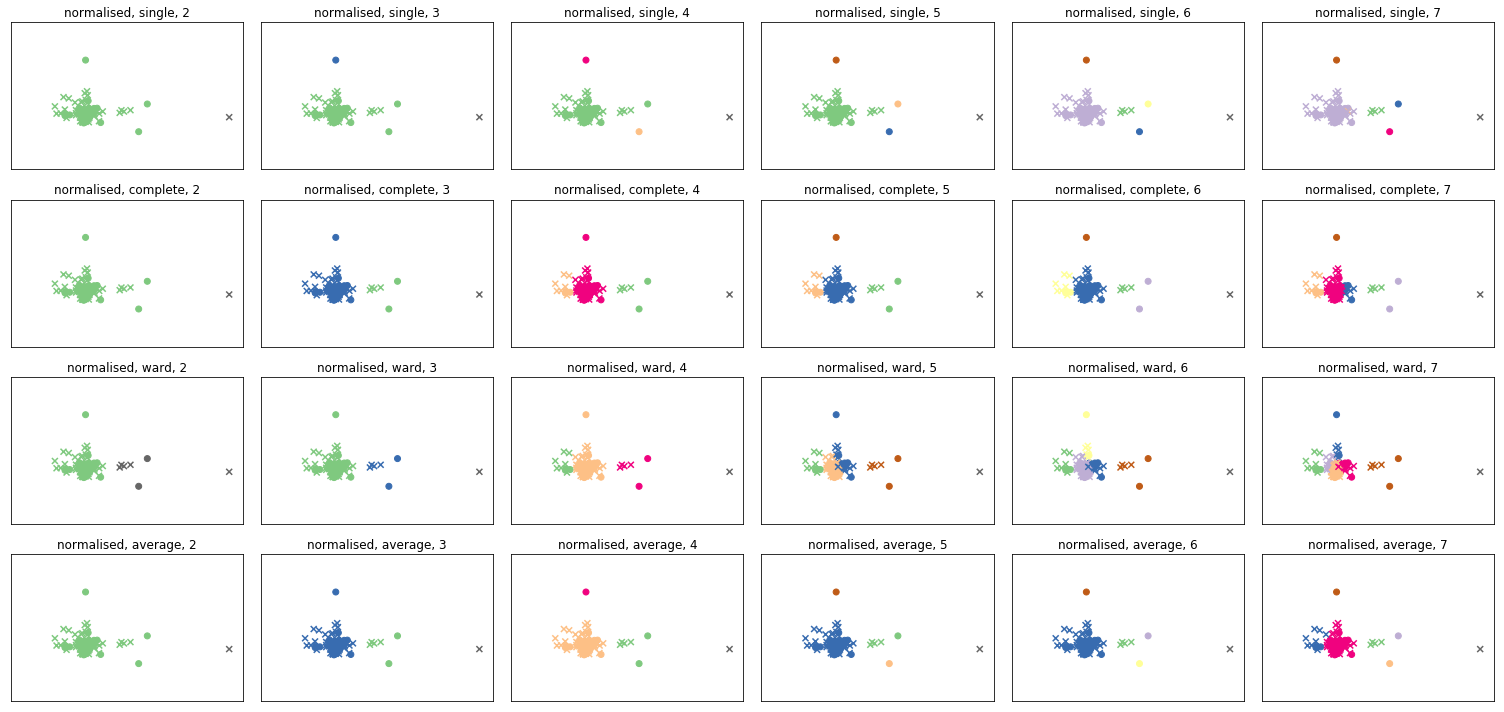 normalised, single, 2
normalised, single, 3
normalised, single, 4
normalised, single, 5
normalised, single, 6
normalised, single, 7
normalised, complete, 2
normalised, complete, 3
normalised, complete, 4
normalised, complete, 5
normalised, complete, 6
normalised, complete, 7
normalised, ward, 2
normalised, ward, 3
normalised, ward, 4
normalised, ward, 5
normalised, ward, 6
normalised, ward, 7
normalised, average, 2
normalised, average, 3
normalised, average, 4
normalised, average, 5
normalised, average, 6
normalised, average, 7